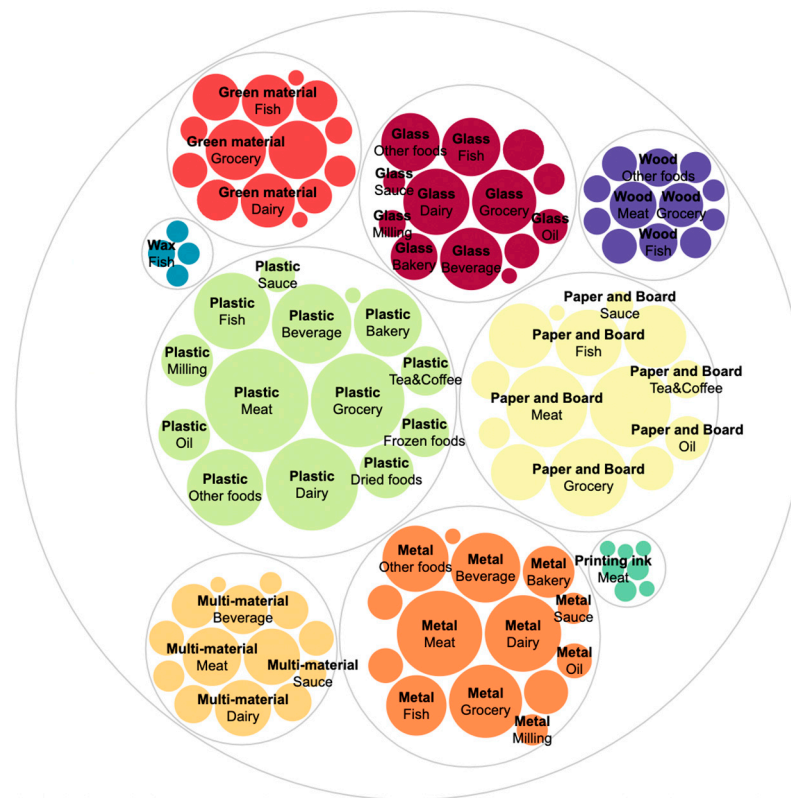 Green material
Fish
Green material
Grocery
Green material
Dairy
Glass
Other foods
Glass
Fish
Glass
Sauce
Glass
Dairy
Glass
Grocery
Glass
Milling
Glass
Oil
Glass
Bakery
Glass
Beverage
Wood
Other foods
Wood
Meat
Wood
Grocery
Wood
Fish
Wax
Fish
Plastic
Sauce
Plastic
Fish
Plastic
Beverage
Plastic
Bakery
Plastic
Milling
Plastic
Tea&Coffee
Plastic
Meat
Plastic
Grocery
Plastic
Oil
Plastic
Frozen foods
Plastic
Other foods
Plastic
Dairy
Plastic
Dried foods
Paper and Board
Sauce
Paper and Board
Fish
Paper and Board
Tea&Coffee
Paper and Board
Meat
Paper and Board
Oil
Paper and Board
Grocery
Multi-material
Beverage
Multi-material
Meat
Multi-material
Sauce
Multi-material
Dairy
Metal
Other foods
Metal
Beverage
Metal
Bakery
Metal
Sauce
Metal
Meat
Metal
Dairy
Metal
Oil
Metal
Fish
Metal
Grocery
Metal
Milling
Printing ink
Meat